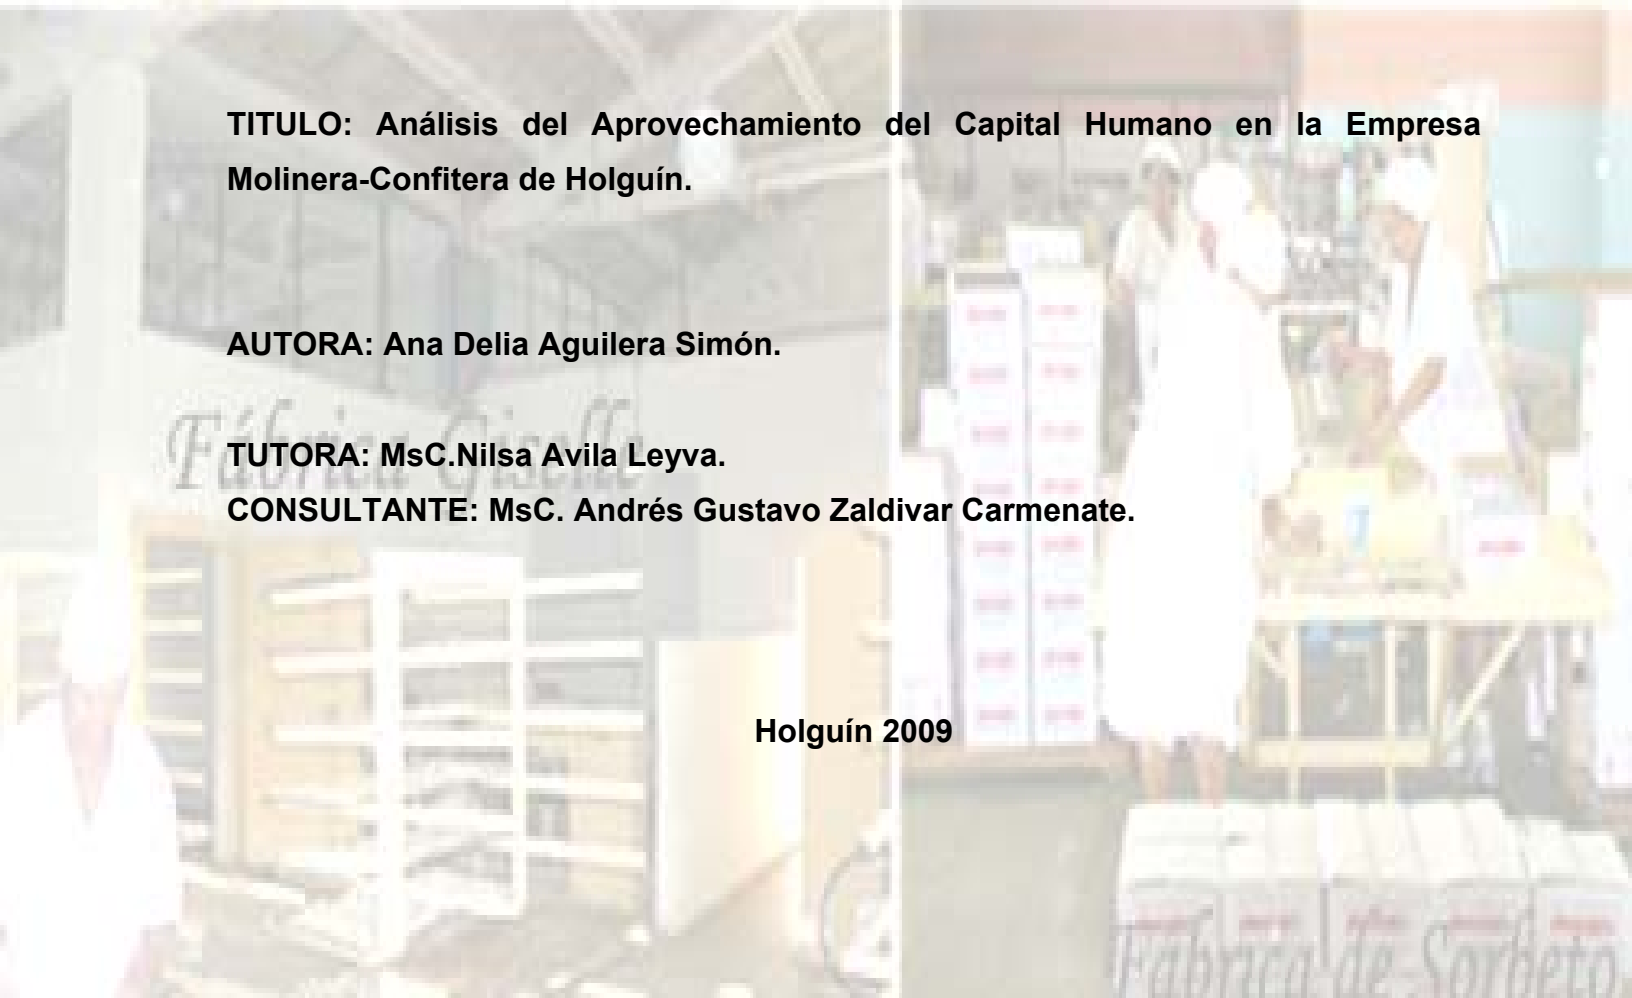 TITULO: Análisis del Aprovechamiento del Capital Humano en la Empresa
Molinera-Confitera de Holguín.
AUTORA: Ana Delia Aguilera Simón.
Fábrica Giselle
TUTORA: MsC.Nilsa Avila Leyva.
CONSULTANTE: MsC. Andrés Gustavo Zaldivar Carmenate.
Holguín 2009
Fábrica de Sorbeto